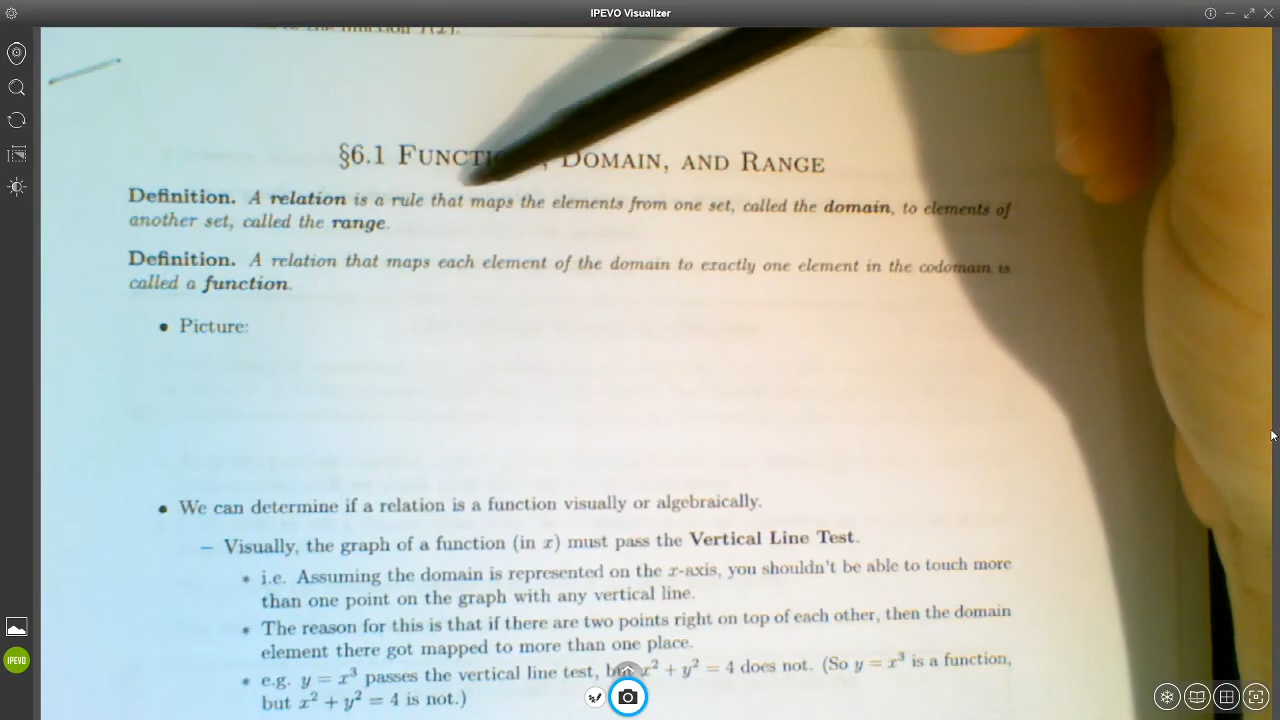 IPEVO Visualizer
§6.1 Domain, and Range
Definition. A relation is a rule that maps the elements from one set, called the domain, to elements of
another set, called the range.
Definition. A relation that maps each element of the domain to exactly one element in the codomain is
called a function.
• Picture:
• We can determine if a relation is a function visually or algebraically.
– Visually, the graph of a function (in x) must pass the Vertical Line Test.
* i.e. Assuming the domain is represented on the x-axis, you shouldn't be able to touch more
than one point on the graph with any vertical line.
* The reason for this is that if there are two points right on top of each other, then the domain
element there got mapped to more than one place.
* e.g. y = x³ passes the vertical line test, but x² + y² = 4 does not. (So y = x³ is a function,
but x² + y² = 4 is not.)
IPEVO